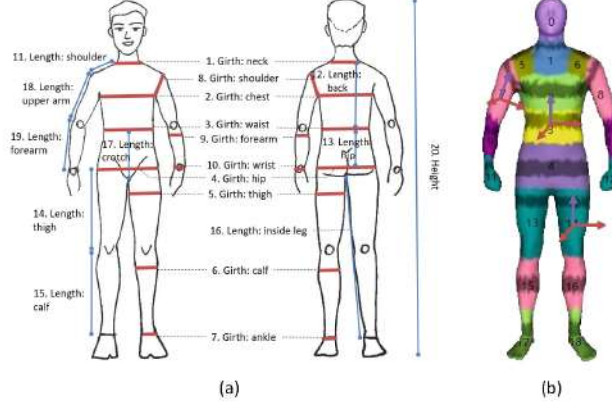 11. Length: shoulder
18. Length:
upper arm
19. Length:
forearm
17. Length:
crotch
14. Length:
thigh
15. Length:
calf
1. Girth: neck
8. Girth: shoulder
2. Girth: chest
3. Girth: waist
9. Girth: forearm
10. Girth: wrist
4. Girth: hip
5. Girth: thigh
16. Length: inside leg
6. Girth: calf
7. Girth: ankle
12. Length:
back
13. Length:
hip
20. Height
(a)
0
1
5
6
8
3
4
13
15
16
17
18
(b)